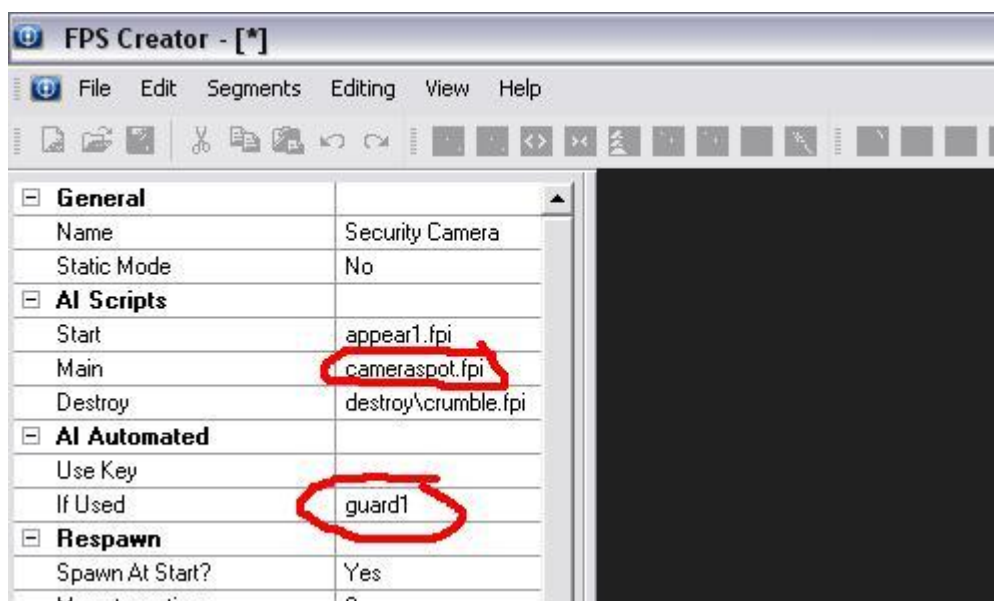 FPS Creator - [*]
File Edit Segments Editing View Help
General
Name Security Camera
Static Mode No
AI Scripts
Start appear1.fpi
Main cameraspot.fpi
Destroy destroy\crumble.fpi
AI Automated
Use Key
If Used guard1
Respawn
Spawn At Start? Yes